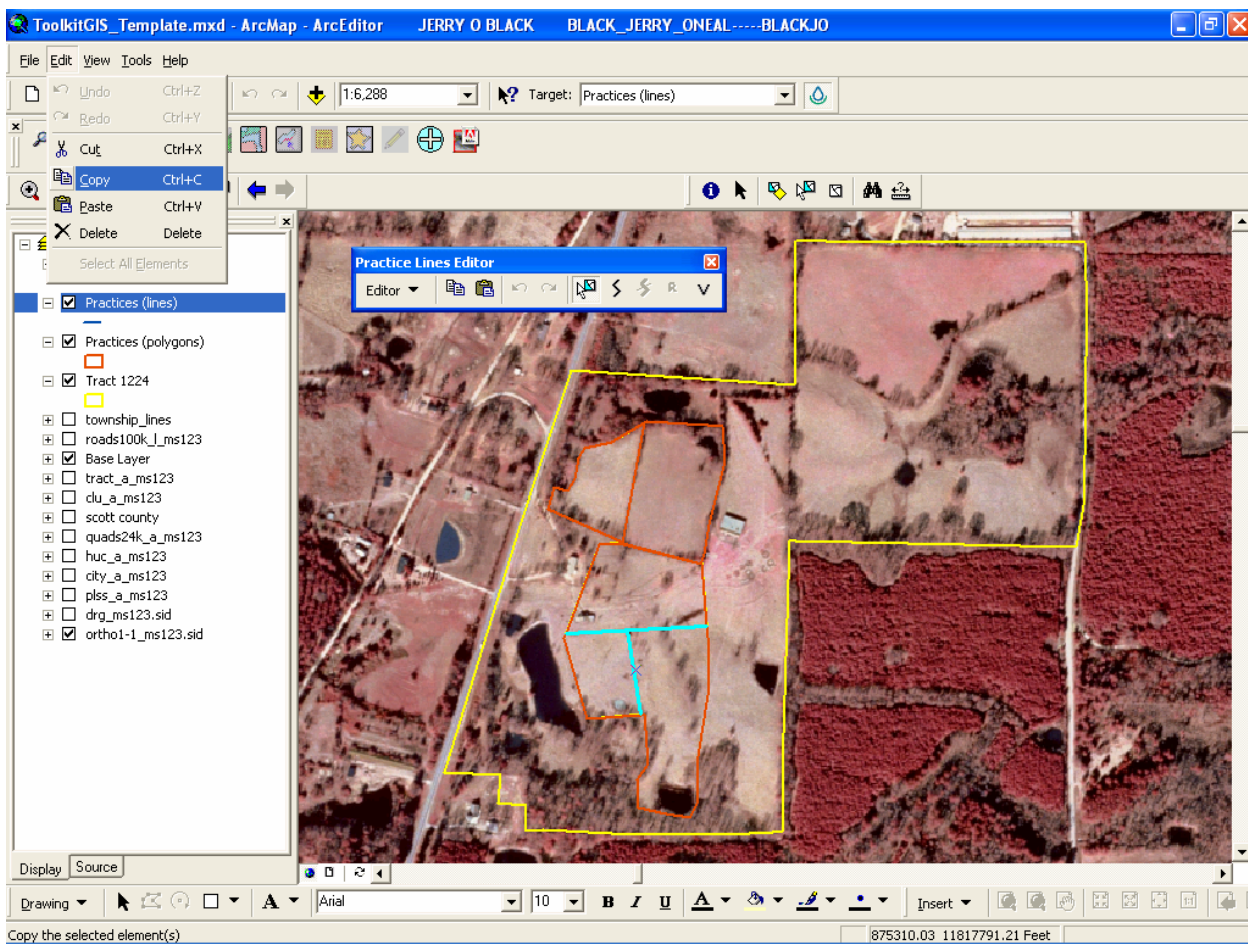 ToolkitGIS_Template.mxd - ArcMap - ArcEditor JERRY O BLACK BLACK_JERRY_ONEAL-----BLACKJO
File Edit View Tools Help
Undo Ctrl+Z
Redo Ctrl+Y
Cut Ctrl+X
Copy Ctrl+C
Paste Ctrl+V
Delete Delete
Select All Elements
1:6,288
Target: Practices (lines)
Practice Lines Editor
Editor
R
Practices (lines)
Practices (polygons)
Tract 1224
township_lines
roads100k_l_ms123
Base Layer
tract_a_ms123
clu_a_ms123
scott county
quads24k_a_ms123
huc_a_ms123
city_a_ms123
plss_a_ms123
drg_ms123.sid
ortho1-1_ms123.sid
Display Source
Drawing A Arial 10 B I U A Insert
Copy the selected element(s) 875310.03 11817791.21 Feet